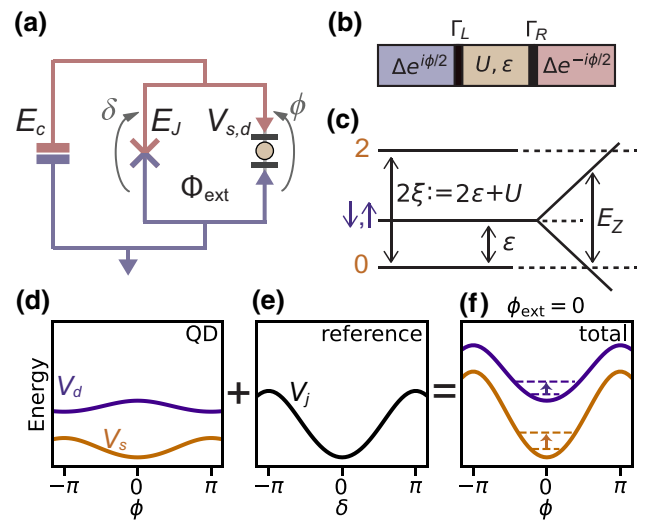 (a)
E_c
δ
E_J
V_{s,d}
ϕ
Φ_ext
(b)
Γ_L
Γ_R
Δe^{iϕ/2}
U, ε
Δe^{−iϕ/2}
(c)
2
2ξ:=2ε+U
↓,↑
ε
E_Z
0
(d)
(e)
(f)
ϕ_ext = 0
QD
reference
total
Energy
V_d
V_s
+
V_j
=
−π 0 π
−π 0 π
−π 0 π
ϕ
δ
ϕ